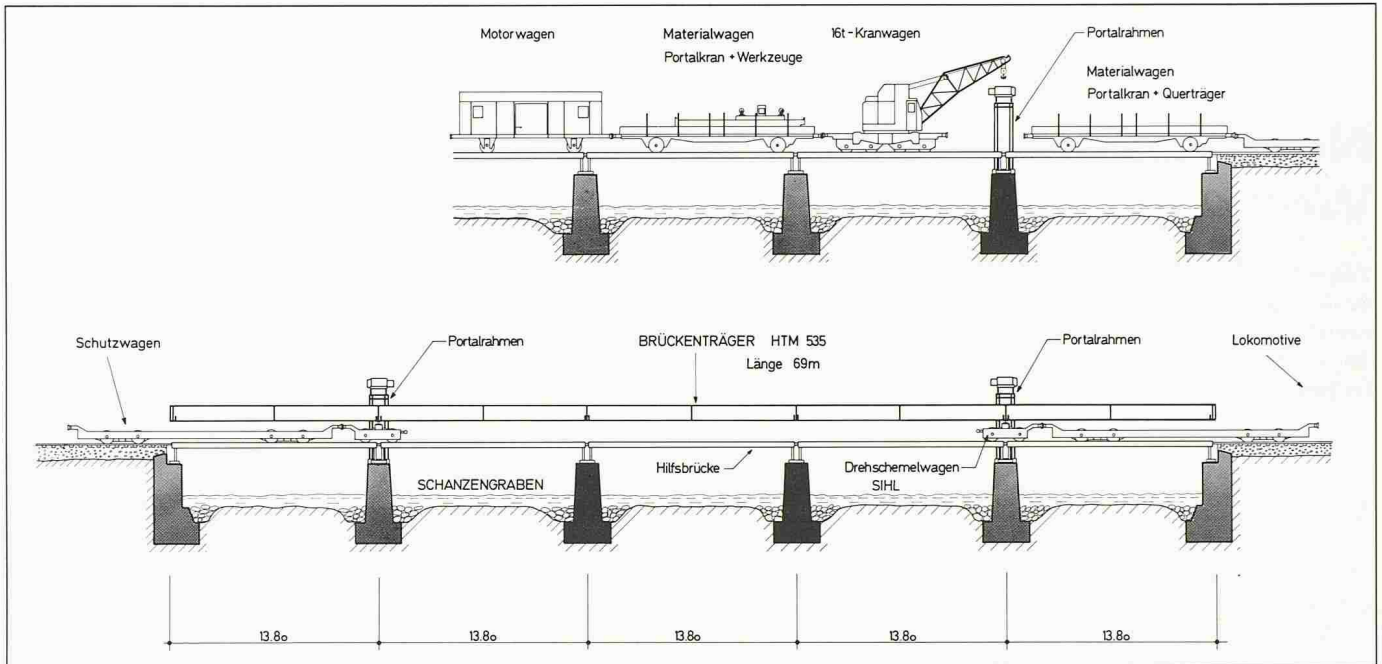 Motorwagen
Materialwagen
Portalkran + Werkzeuge
16t-Kranwagen
Portalrahmen
Materialwagen
Portalkran + Querträger
Schutzwagen
Portalrahmen
BRÜCKENTRÄGER HTM 535
Länge 69m
Portalrahmen
Lokomotive
SCHANZENGRABEN
Hilfsbrücke
Drehschemelwagen
SIHL
13.80
13.80
13.80
13.80
13.80